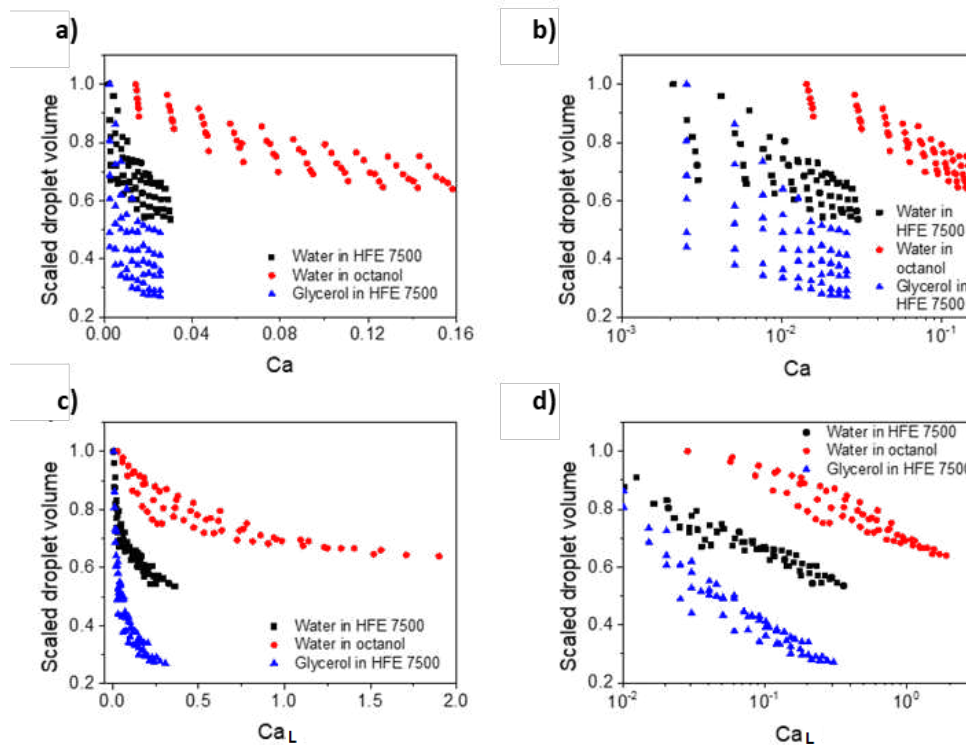 a)
Scaled droplet volume
1.0
0.8
0.6
0.4
0.2
Water in HFE 7500
Water in octanol
Glycerol in HFE 7500
0.00 0.04 0.08 0.12 0.16
Ca
b)
Scaled droplet volume
1.0
0.8
0.6
0.4
0.2
Water in
HFE 7500
Water in
octanol
Glycerol in
HFE 7500
10-3 10-2 10-1
Ca
c)
Scaled droplet volume
1.0
0.8
0.6
0.4
0.2
Water in HFE 7500
Water in octanol
Glycerol in HFE 7500
0.0 0.5 1.0 1.5 2.0
CaL
d)
Scaled droplet volume
1.0
0.8
0.6
0.4
0.2
Water in HFE 7500
Water in octanol
Glycerol in HFE 7500
10-2 10-1 100
CaL